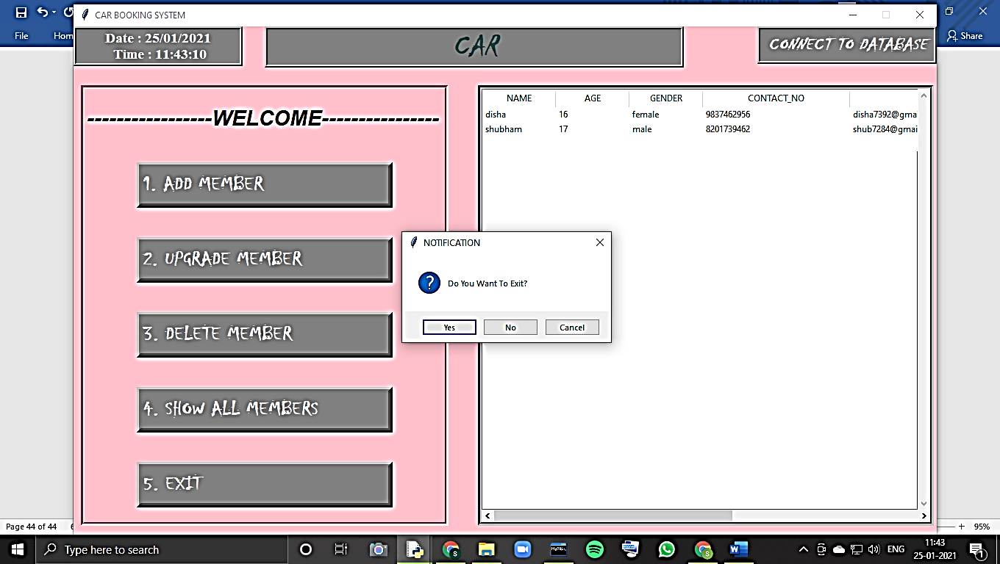 CAR BOOKING SYSTEM
File
Hom
Share
Date : 25/01/2021
Time : 11:43:10
CAR
CONNECT TO DATABASE
-----------------WELCOME----------------
1. ADD MEMBER
2. UPGRADE MEMBER
3. DELETE MEMBER
4. SHOW ALL MEMBERS
5. EXIT
NAME AGE GENDER CONTACT_NO
disha 16 female 9837462956 disha7392@gma
shubham 17 male 8201739462 shub7284@gmai
NOTIFICATION
Do You Want To Exit?
Yes No Cancel
Page 44 of 44
95%
Type here to search
MySQL
ENG
11:43
25-01-2021
1